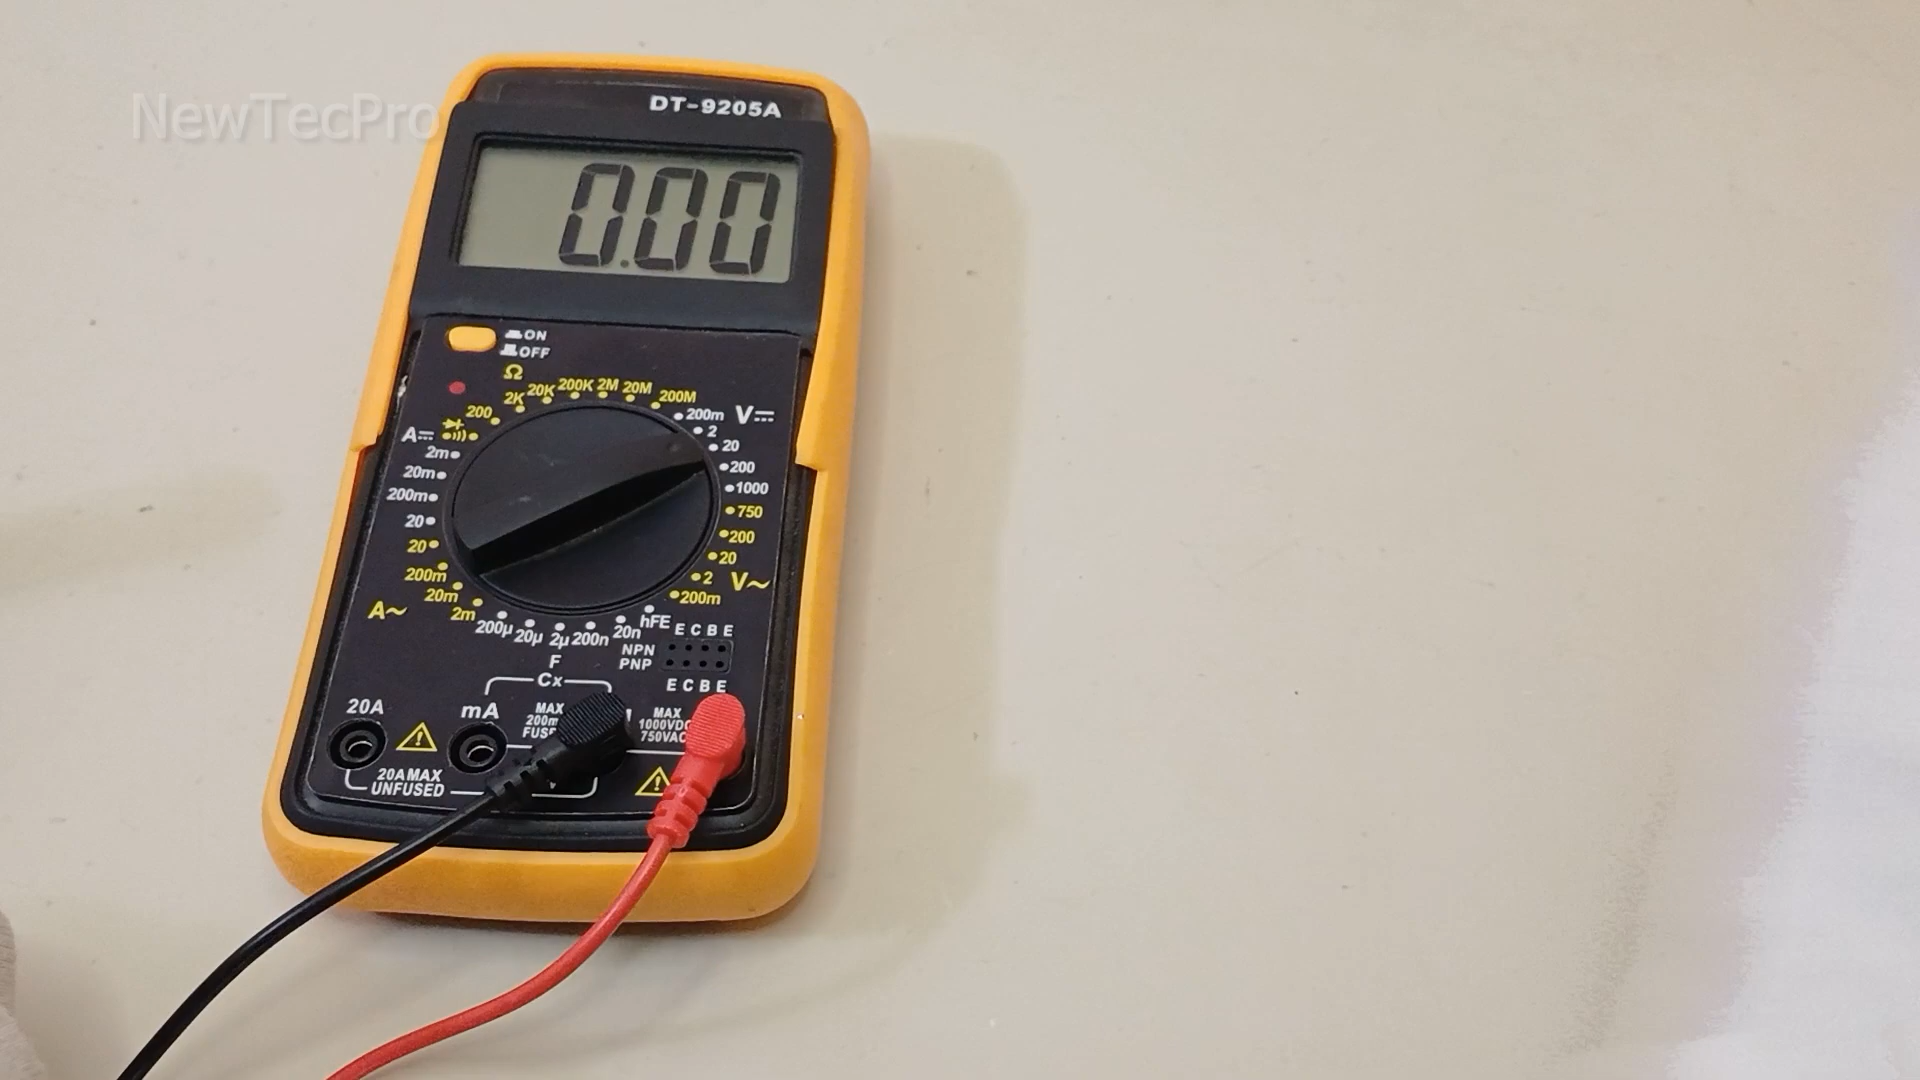 NewTecPro
DT-9205A
0.00
ON
OFF
Ω
2K 20K 200K 2M 20M 200M
200
200m V
2
20
200
1000
750
200
20
2 V~
200m
A
2m
20m
200m
20
20
200m
20m
2m
A~
200µ 20µ 2µ 200n 20n hFE
F
Cx
E C B E
NPN
PNP
E C B E
20A
mA
MAX
200m
FUSE
MAX
1000VDC
750VAC
20A MAX
UNFUSED